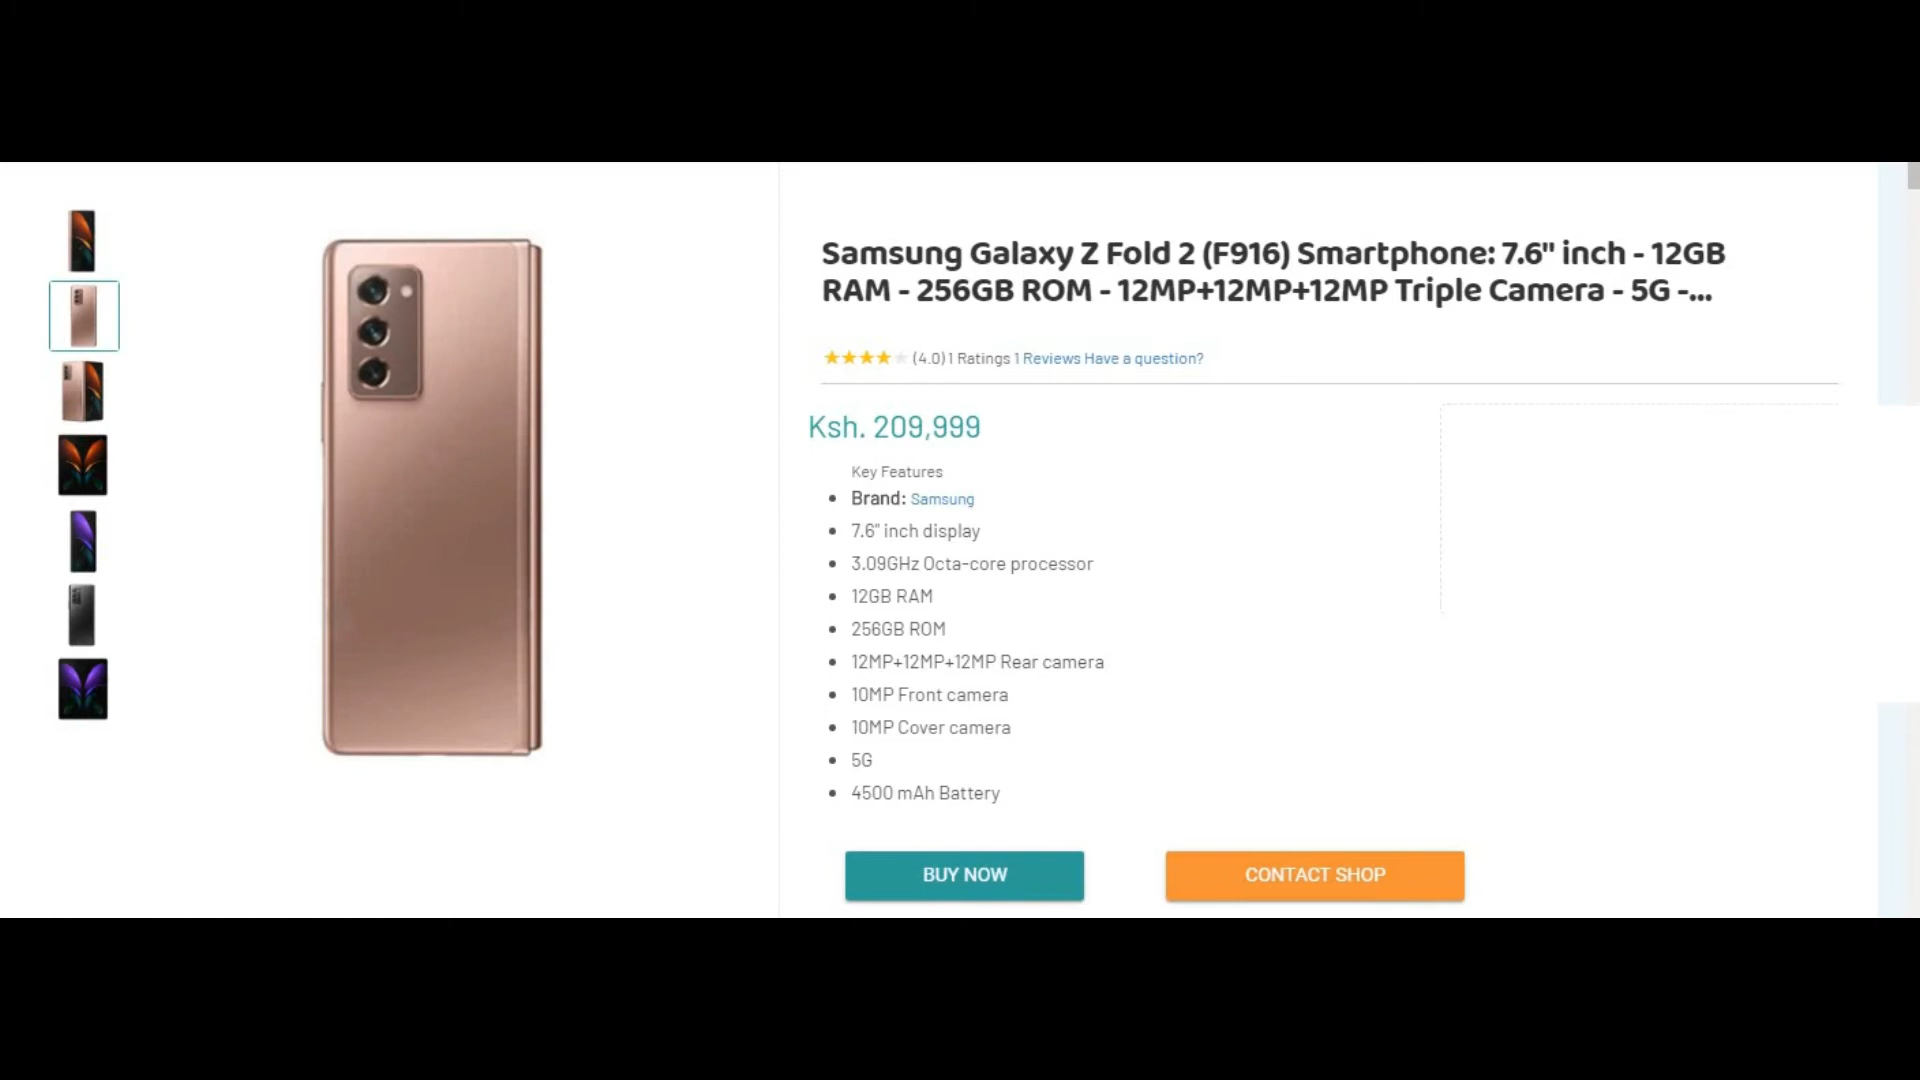 Samsung Galaxy Z Fold 2 (F916) Smartphone: 7.6" inch - 12GB
RAM - 256GB ROM - 12MP+12MP+12MP Triple Camera - 5G -...
(4.0) 1 Ratings 1 Reviews Have a question?
Ksh. 209,999
Key Features
Brand: Samsung
7.6" inch display
3.09GHz Octa-core processor
12GB RAM
256GB ROM
12MP+12MP+12MP Rear camera
10MP Front camera
10MP Cover camera
5G
4500 mAh Battery
BUY NOW
CONTACT SHOP